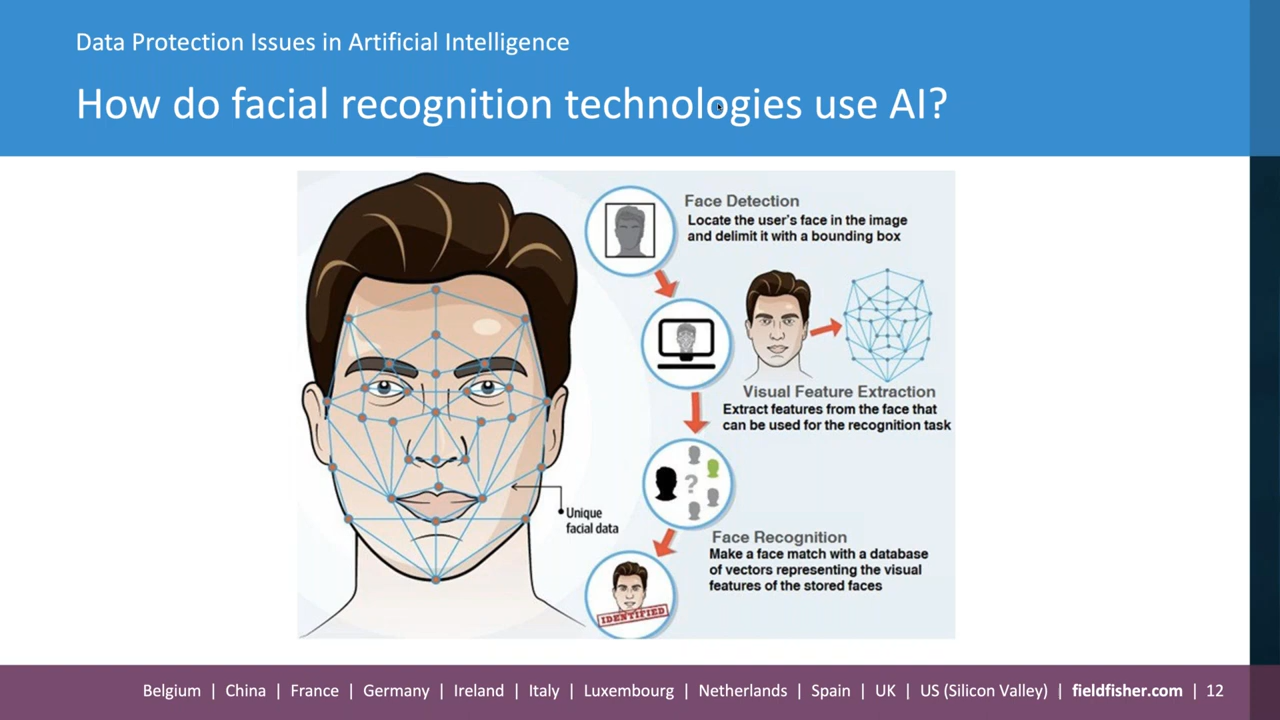 Data Protection Issues in Artificial Intelligence
How do facial recognition technologies use AI?
Face Detection
Locate the user's face in the image
and delimit it with a bounding box
Visual Feature Extraction
Extract features from the face that
can be used for the recognition task
?
Unique
facial data
Face Recognition
Make a face match with a database
of vectors representing the visual
features of the stored faces
IDENTIFIED
Belgium | China | France | Germany | Ireland | Italy | Luxembourg | Netherlands | Spain | UK | US (Silicon Valley) | fieldfisher.com | 12